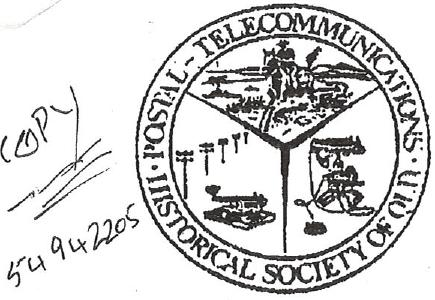 COPY
54942205
POSTAL - TELECOMMUNICATIONS ·
HISTORICAL SOCIETY OF QLD ·